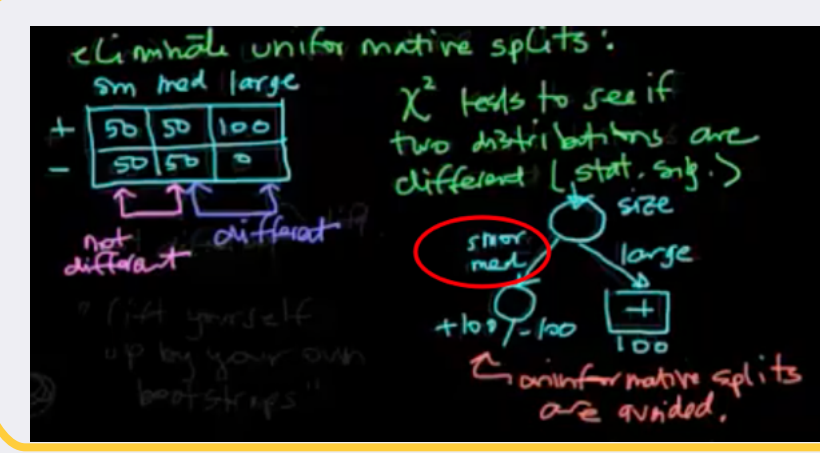 eliminate uninformative splits:
sm med large
+ 50 50 100
- 50 50 0
not different
different
χ² tests to see if
two distributions are
different (stat. sig.)
size
sm or
med
large
+100/-100
+
100
uninformative splits
are avoided.
"lift yourself
up by your own
bootstraps"